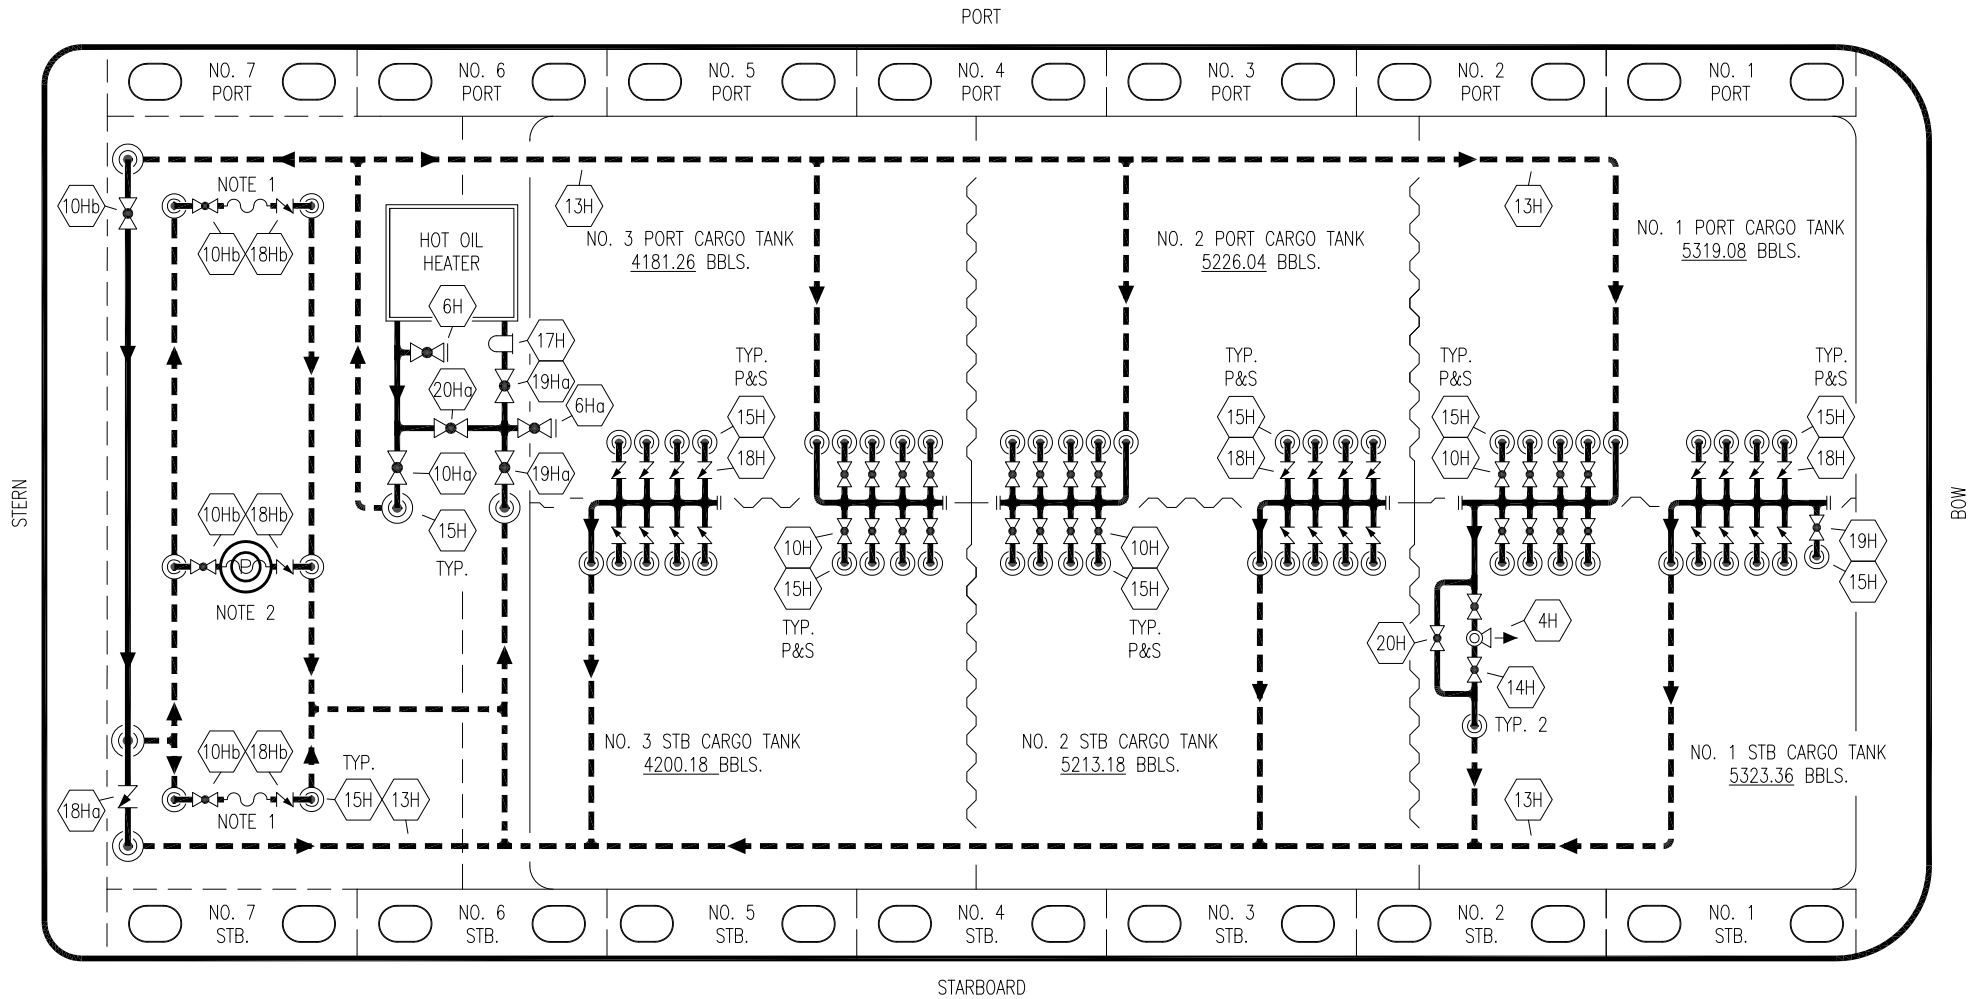 PORT
NO. 7
PORT
NO. 6
PORT
NO. 5
PORT
NO. 4
PORT
NO. 3
PORT
NO. 2
PORT
NO. 1
PORT
NOTE 1
10Hb
10Hb
18Hb
HOT OIL
HEATER
13H
13H
NO. 3 PORT CARGO TANK
4181.26 BBLS.
NO. 2 PORT CARGO TANK
5226.04 BBLS.
NO. 1 PORT CARGO TANK
5319.08 BBLS.
6H
17H
19Ha
20Ha
6Ha
TYP.
P&S
TYP.
P&S
TYP.
P&S
TYP.
P&S
15H
18H
15H
18H
15H
10H
15H
18H
10Ha
19Ha
STERN
BOW
10Hb
18Hb
15H
TYP.
P
NOTE 2
10H
15H
TYP.
P&S
10H
15H
TYP.
P&S
19H
15H
4H
20H
14H
TYP. 2
NO. 3 STB CARGO TANK
4200.18 BBLS.
NO. 2 STB CARGO TANK
5213.18 BBLS.
NO. 1 STB CARGO TANK
5323.36 BBLS.
10Hb
18Hb
TYP.
15H
13H
18Ha
NOTE 1
13H
NO. 7
STB.
NO. 6
STB.
NO. 5
STB.
NO. 4
STB.
NO. 3
STB.
NO. 2
STB.
NO. 1
STB.
STARBOARD